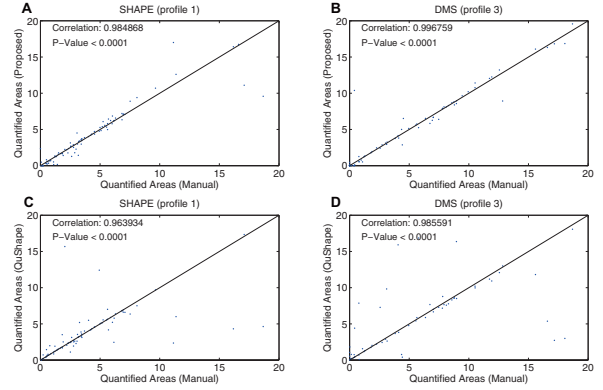 A
SHAPE (profile 1)
Correlation: 0.984868
P-Value < 0.0001
Quantified Areas (Proposed)
20
15
10
5
0
0 5 10 15 20
Quantified Areas (Manual)
B
DMS (profile 3)
Correlation: 0.996759
P-Value < 0.0001
Quantified Areas (Proposed)
20
15
10
5
0
0 5 10 15 20
Quantified Areas (Manual)
C
SHAPE (profile 1)
Correlation: 0.963934
P-Value < 0.0001
Quantified Areas (QuShape)
20
15
10
5
0
0 5 10 15 20
Quantified Areas (Manual)
D
DMS (profile 3)
Correlation: 0.985591
P-Value < 0.0001
Quantified Areas (QuShape)
20
15
10
5
0
0 5 10 15 20
Quantified Areas (Manual)